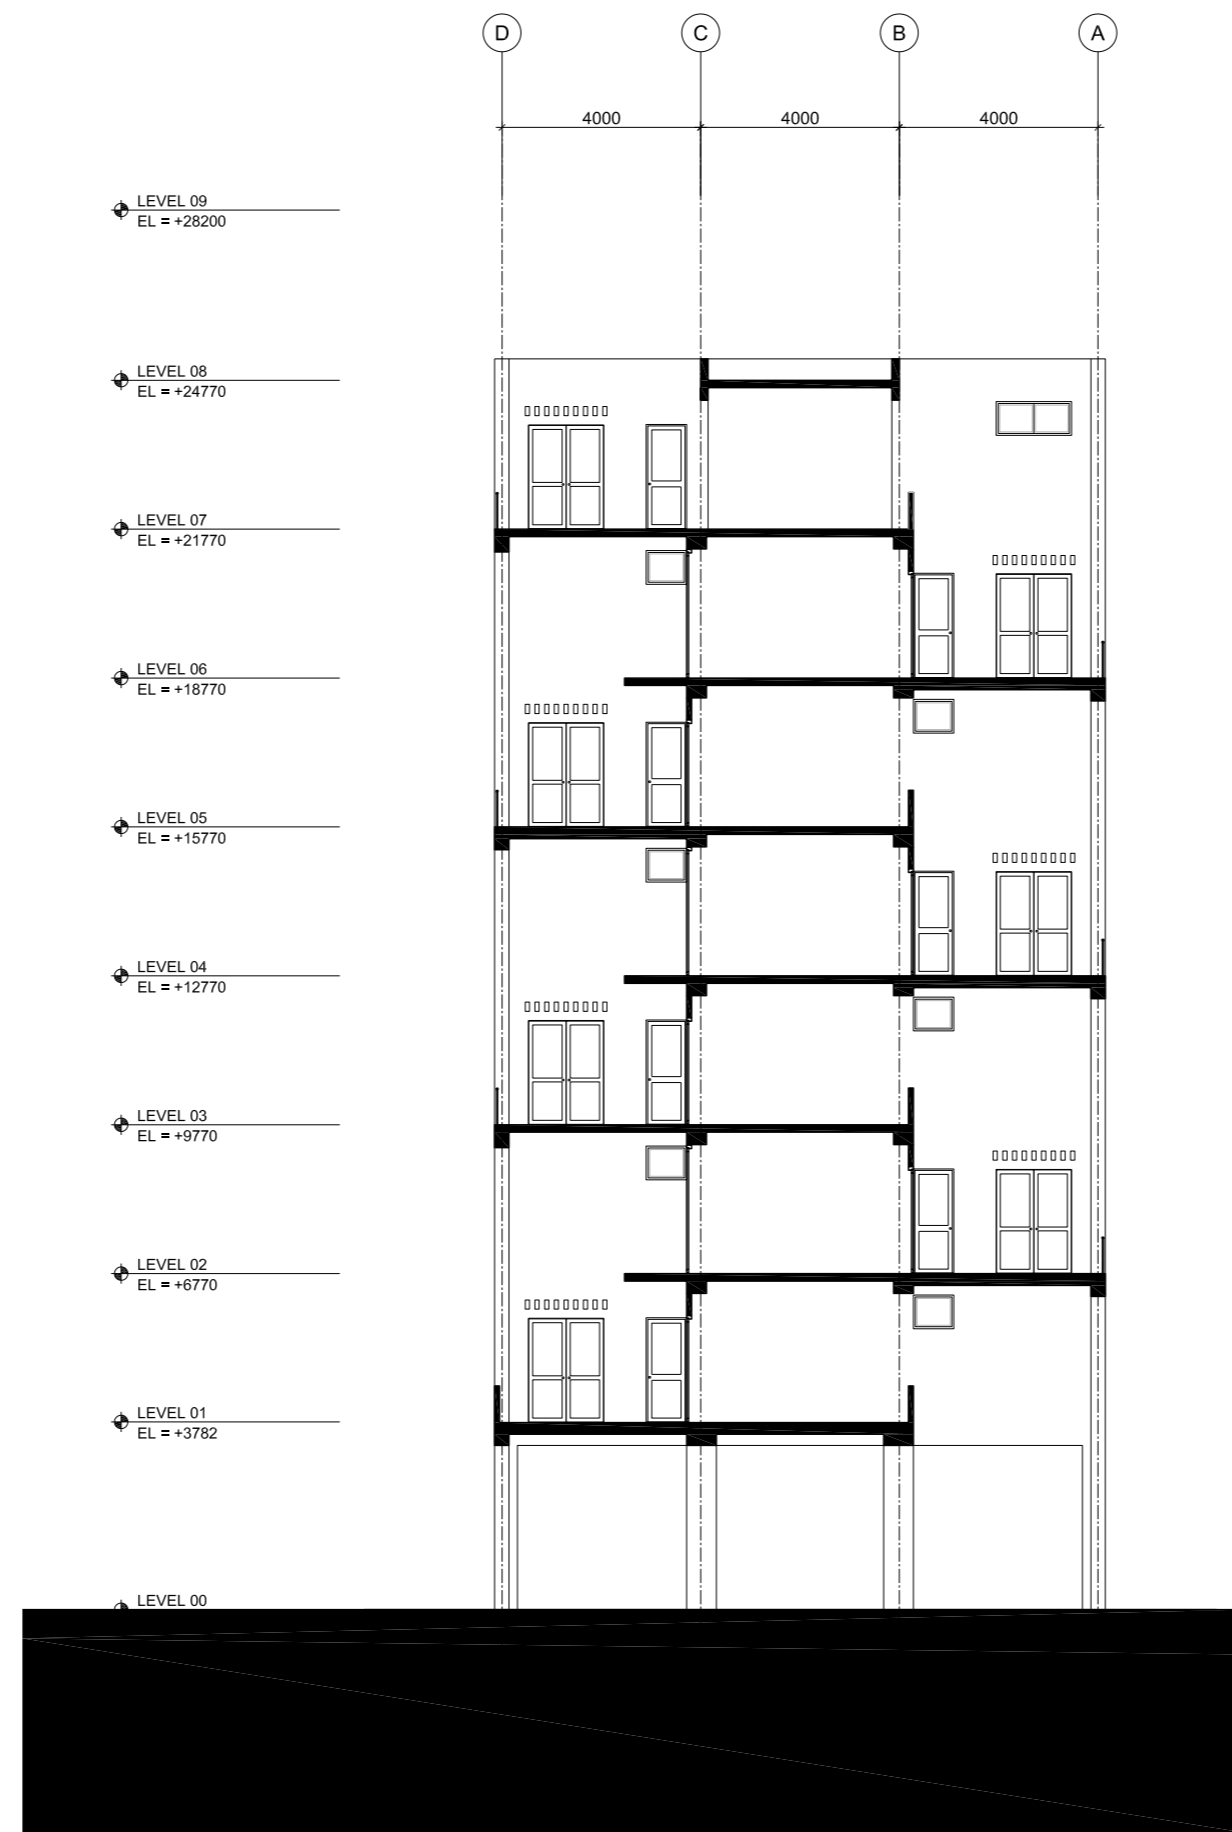 D C B A
4000 4000 4000
LEVEL 09
EL = +28200
LEVEL 08
EL = +24770
LEVEL 07
EL = +21770
LEVEL 06
EL = +18770
LEVEL 05
EL = +15770
LEVEL 04
EL = +12770
LEVEL 03
EL = +9770
LEVEL 02
EL = +6770
LEVEL 01
EL = +3782
LEVEL 00